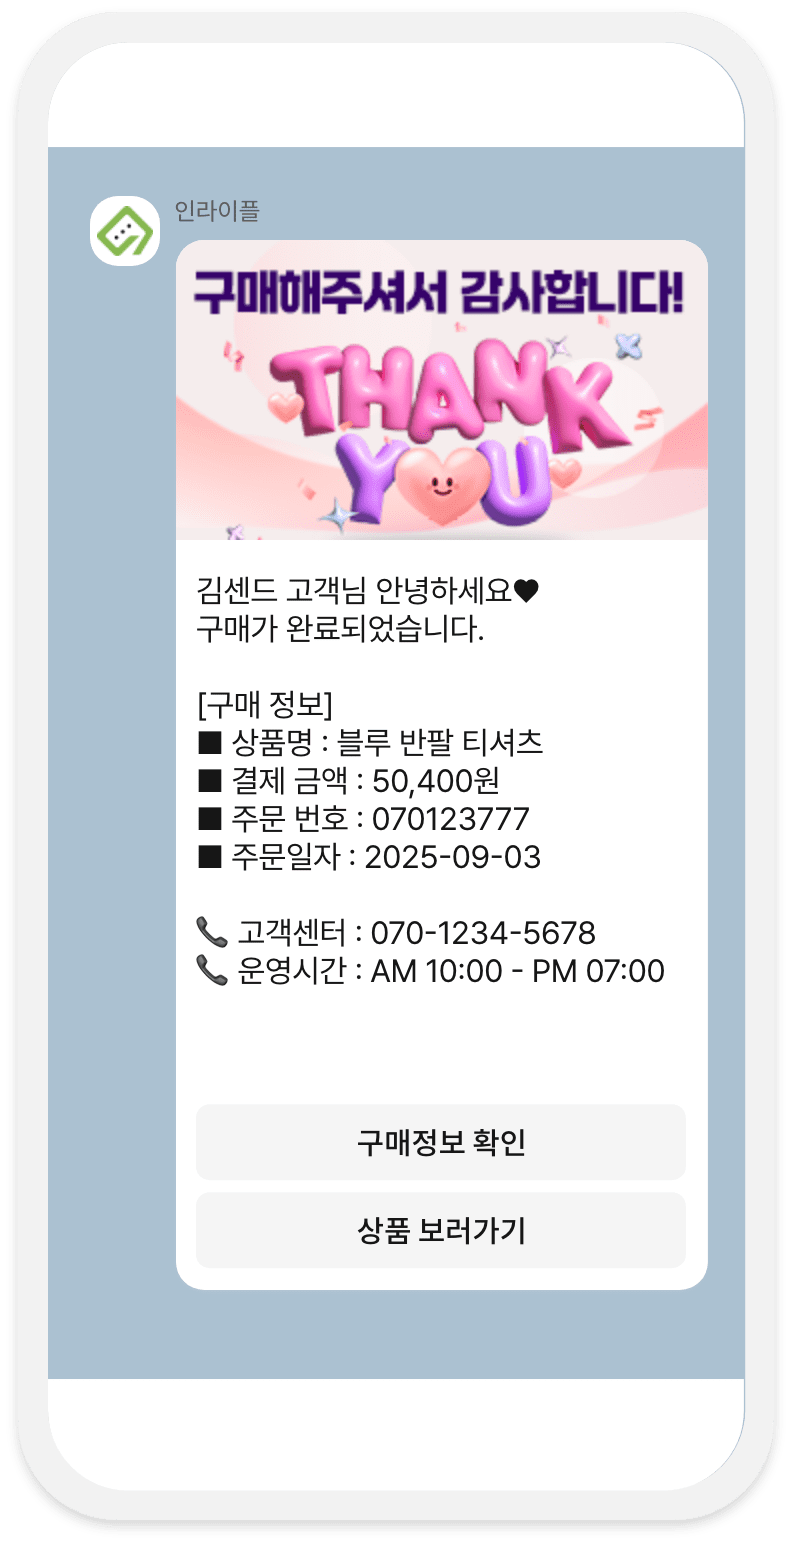 인라이플
구매해주셔서 감사합니다!
THANK
YOU
김센드 고객님 안녕하세요♥
구매가 완료되었습니다.
[구매 정보]
■ 상품명 : 블루 반팔 티셔츠
■ 결제 금액 : 50,400원
■ 주문 번호 : 070123777
■ 주문일자 : 2025-09-03
📞 고객센터 : 070-1234-5678
📞 운영시간 : AM 10:00 - PM 07:00
구매정보 확인
상품 보러가기